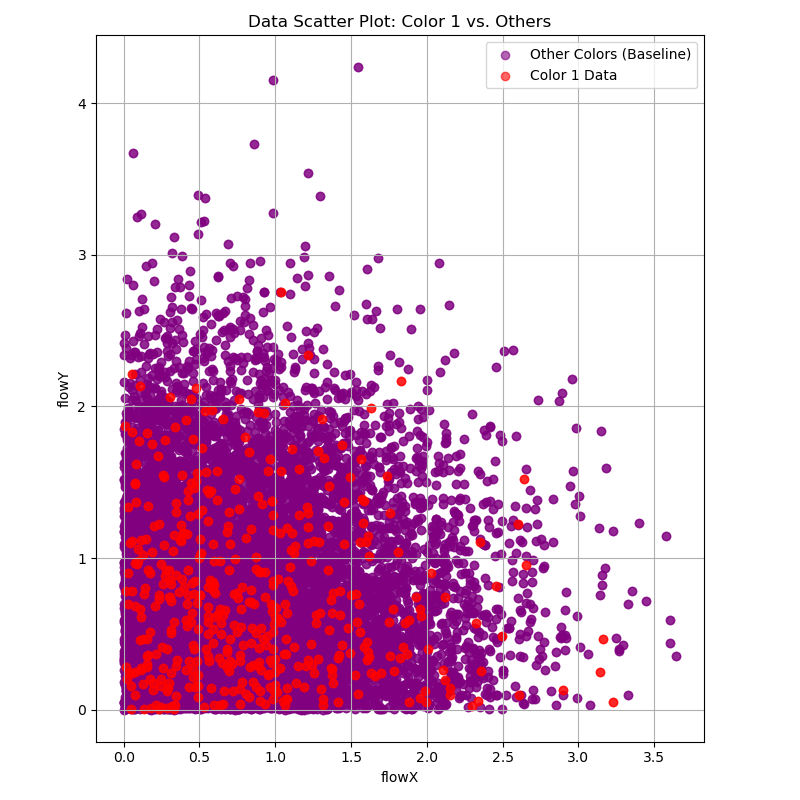 Data Scatter Plot: Color 1 vs. Others
Other Colors (Baseline)
Color 1 Data
flowY
4
3
2
1
0
0.0 0.5 1.0 1.5 2.0 2.5 3.0 3.5
flowX